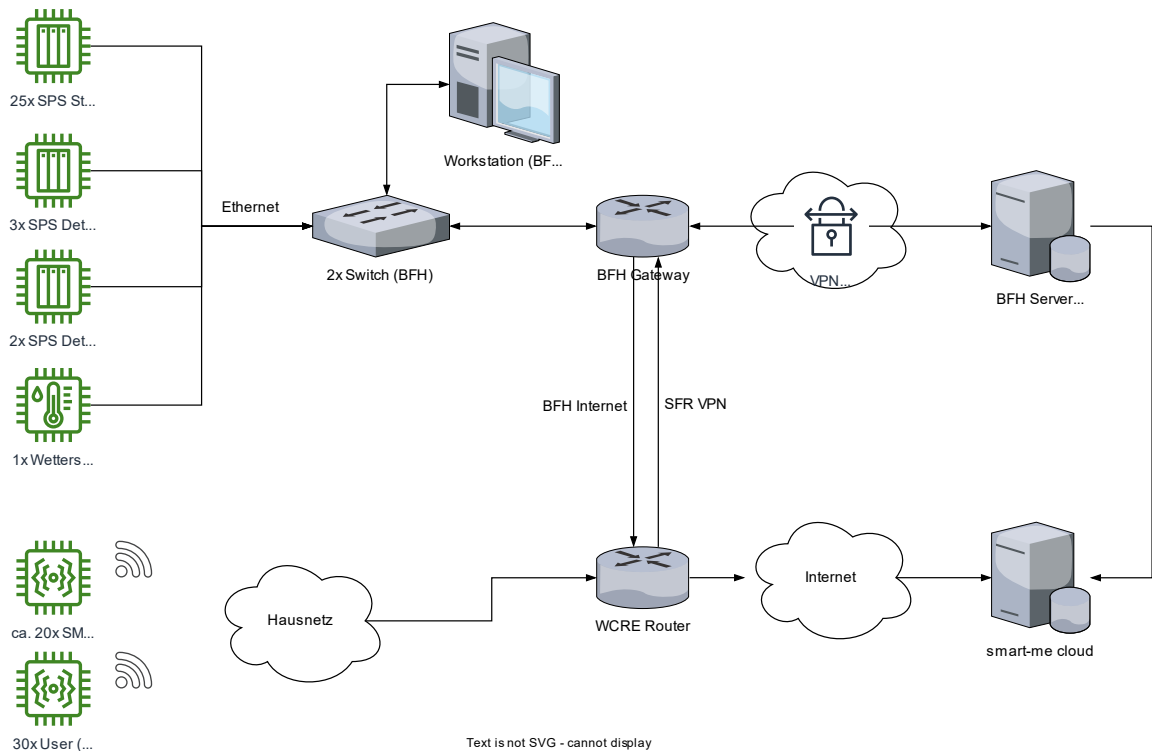 25x SPS St...
Workstation (BF...
3x SPS Det...
Ethernet
2x Switch (BFH)
BFH Gateway
VPN...
BFH Server...
2x SPS Det...
BFH Internet
SFR VPN
1x Wetters...
Hausnetz
WCRE Router
Internet
smart-me cloud
ca. 20x SM...
30x User (...
Text is not SVG - cannot display